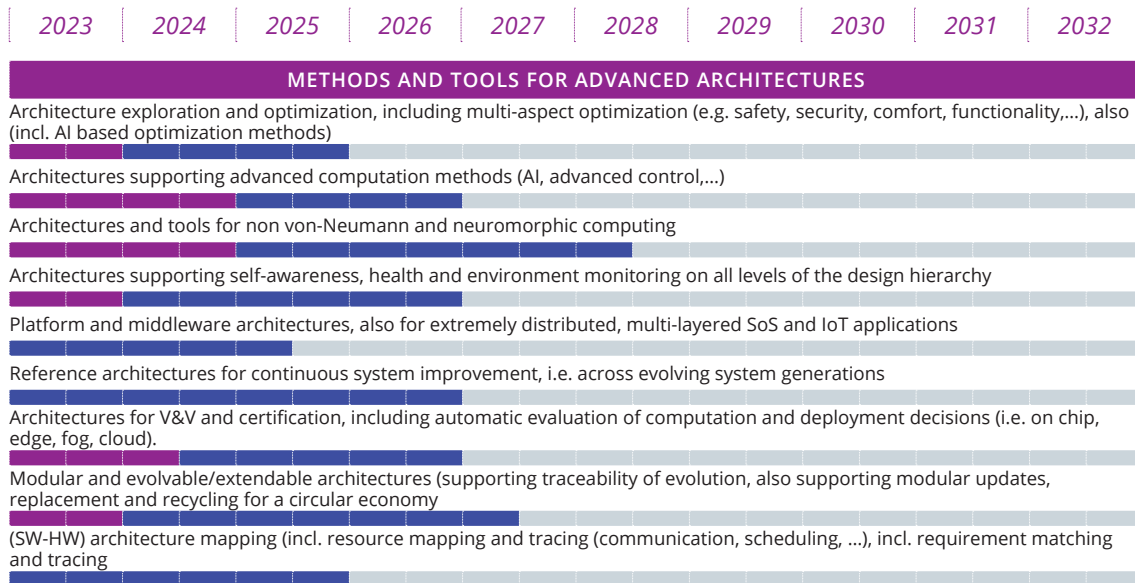 2023 2024 2025 2026 2027 2028 2029 2030 2031 2032
METHODS AND TOOLS FOR ADVANCED ARCHITECTURES
Architecture exploration and optimization, including multi-aspect optimization (e.g. safety, security, comfort, functionality,...), also
(incl. AI based optimization methods)
Architectures supporting advanced computation methods (AI, advanced control,...)
Architectures and tools for non von-Neumann and neuromorphic computing
Architectures supporting self-awareness, health and environment monitoring on all levels of the design hierarchy
Platform and middleware architectures, also for extremely distributed, multi-layered SoS and IoT applications
Reference architectures for continuous system improvement, i.e. across evolving system generations
Architectures for V&V and certification, including automatic evaluation of computation and deployment decisions (i.e. on chip,
edge, fog, cloud).
Modular and evolvable/extendable architectures (supporting traceability of evolution, also supporting modular updates,
replacement and recycling for a circular economy
(SW-HW) architecture mapping (incl. resource mapping and tracing (communication, scheduling, ...), incl. requirement matching
and tracing